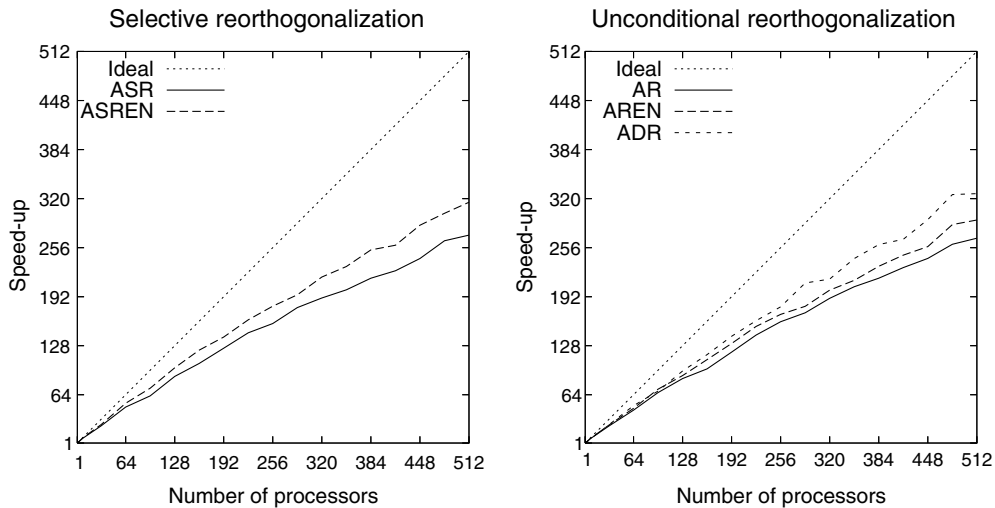 Selective reorthogonalization
512
448
384
320
256
192
128
64
1
Speed-up
Ideal
ASR
ASREN
1 64 128 192 256 320 384 448 512
Number of processors
Unconditional reorthogonalization
512
448
384
320
256
192
128
64
1
Speed-up
Ideal
AR
AREN
ADR
1 64 128 192 256 320 384 448 512
Number of processors